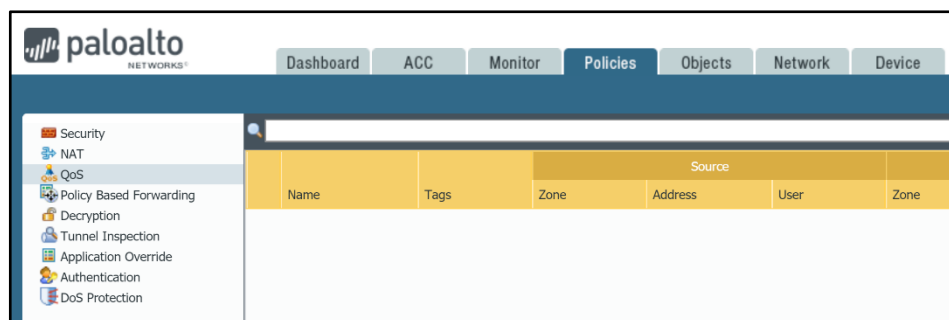 paloalto
NETWORKS®
Dashboard ACC Monitor Policies Objects Network Device
Security
NAT
QoS
Policy Based Forwarding
Decryption
Tunnel Inspection
Application Override
Authentication
DoS Protection
Source
Name Tags Zone Address User Zone